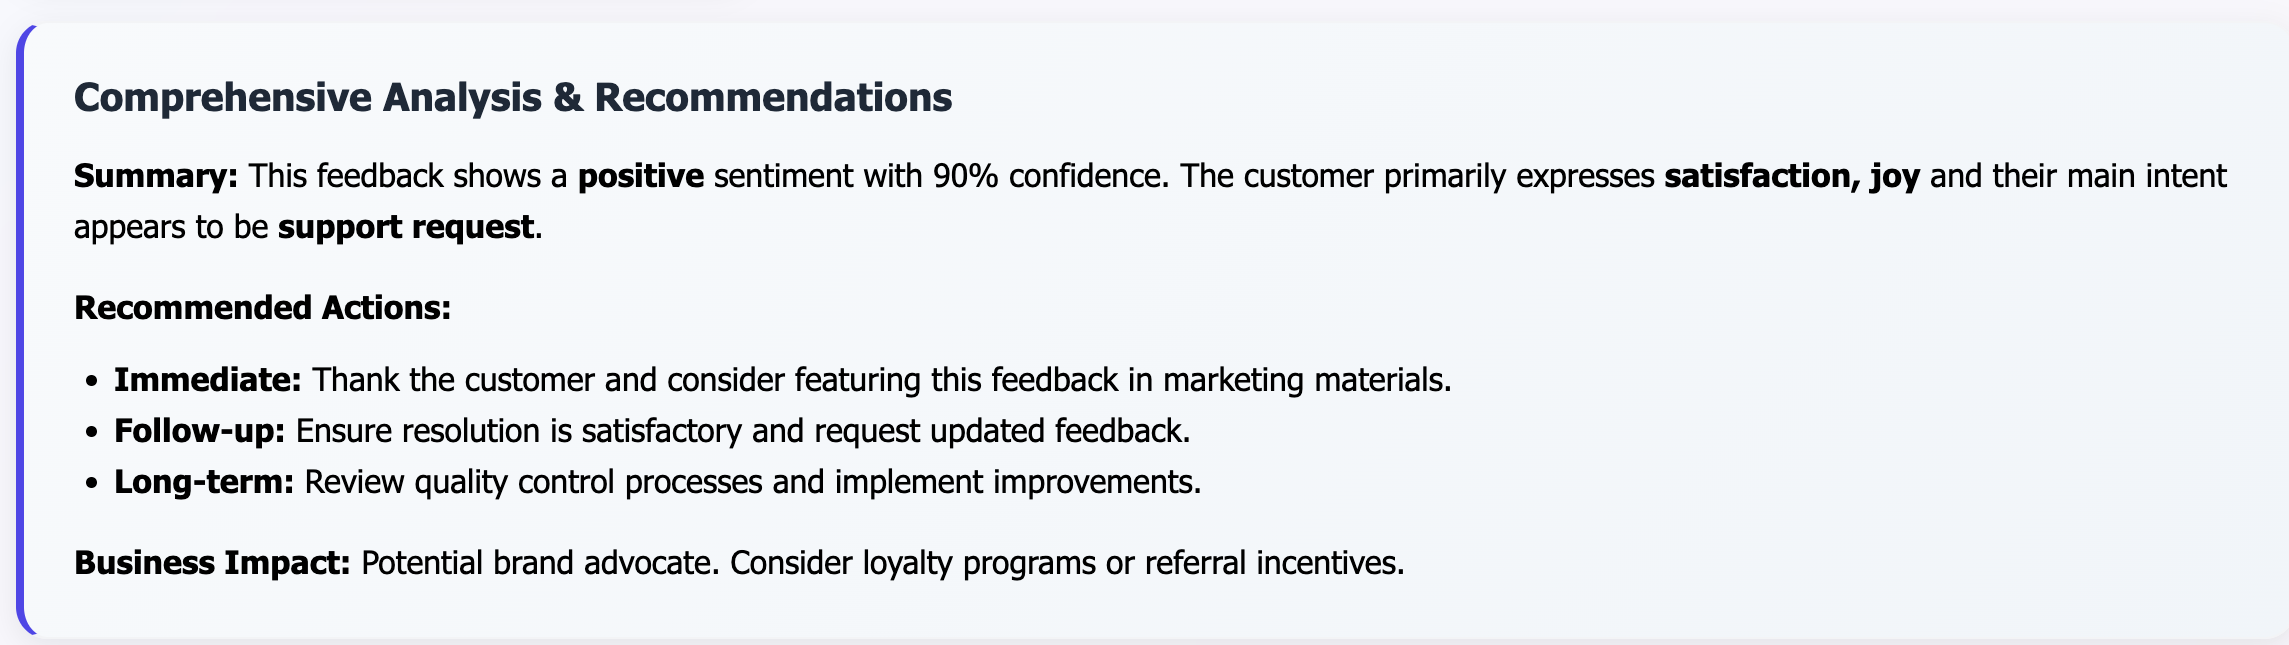 Comprehensive Analysis & Recommendations
Summary: This feedback shows a positive sentiment with 90% confidence. The customer primarily expresses satisfaction, joy and their main intent
appears to be support request.
Recommended Actions:
• Immediate: Thank the customer and consider featuring this feedback in marketing materials.
• Follow-up: Ensure resolution is satisfactory and request updated feedback.
• Long-term: Review quality control processes and implement improvements.
Business Impact: Potential brand advocate. Consider loyalty programs or referral incentives.